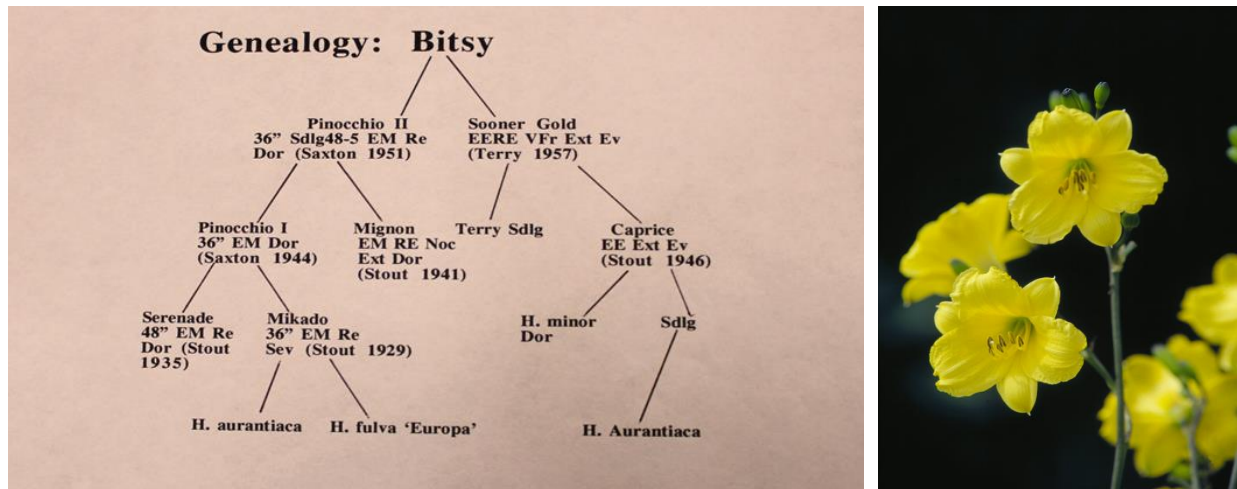 Genealogy: Bitsy
Pinocchio II
36” Sdlg48-5 EM Re
Dor (Saxton 1951)
Sooner Gold
EERE VFr Ext Ev
(Terry 1957)
Pinocchio I
36” EM Dor
(Saxton 1944)
Mignon
EM RE Noc
Ext Dor
(Stout 1941)
Terry Sdlg
Caprice
EE Ext Ev
(Stout 1946)
Serenade
48” EM Re
Dor (Stout
1935)
Mikado
36” EM Re
Sev (Stout 1929)
H. minor
Dor
Sdlg
H. aurantiaca
H. fulva ‘Europa’
H. Aurantiaca